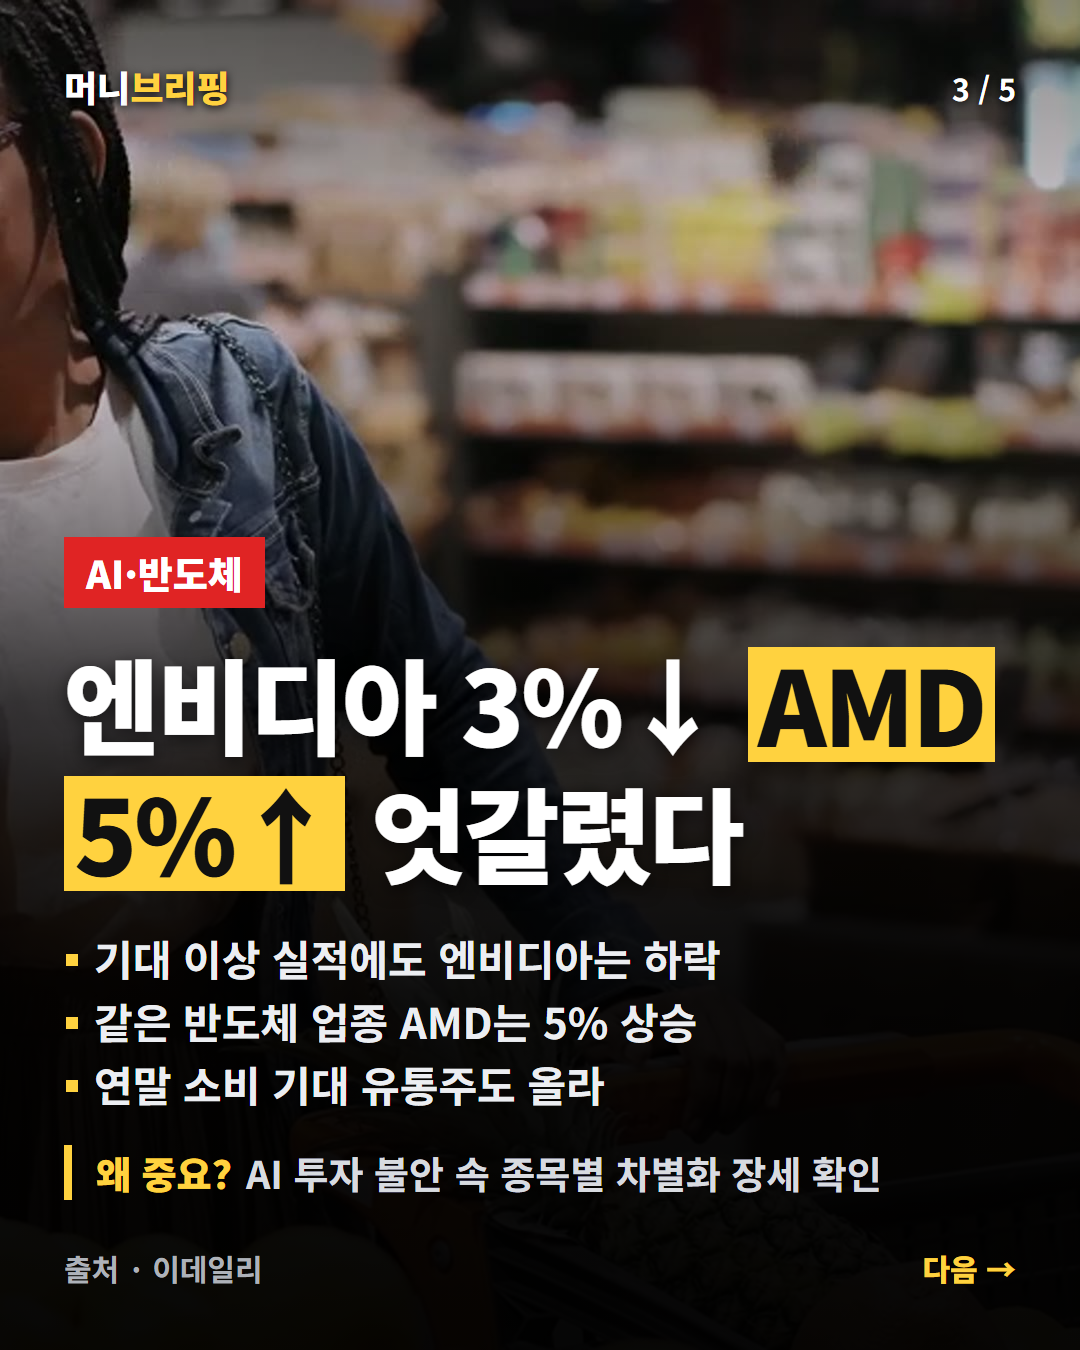 머니브리핑
3 / 5
AI·반도체
엔비디아 3%↓ AMD
5%↑ 엇갈렸다
▪ 기대 이상 실적에도 엔비디아는 하락
▪ 같은 반도체 업종 AMD는 5% 상승
▪ 연말 소비 기대 유통주도 올라
왜 중요? AI 투자 불안 속 종목별 차별화 장세 확인
출처 · 이데일리
다음 →